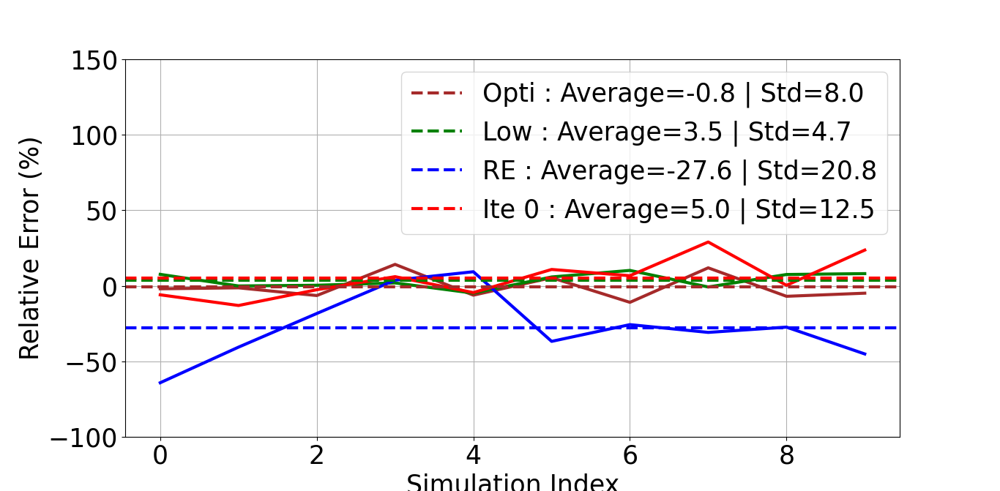 Relative Error (%)
150
100
50
0
−50
−100
Opti : Average=-0.8 | Std=8.0
Low : Average=3.5 | Std=4.7
RE : Average=-27.6 | Std=20.8
Ite 0 : Average=5.0 | Std=12.5
0 2 4 6 8
Simulation Index